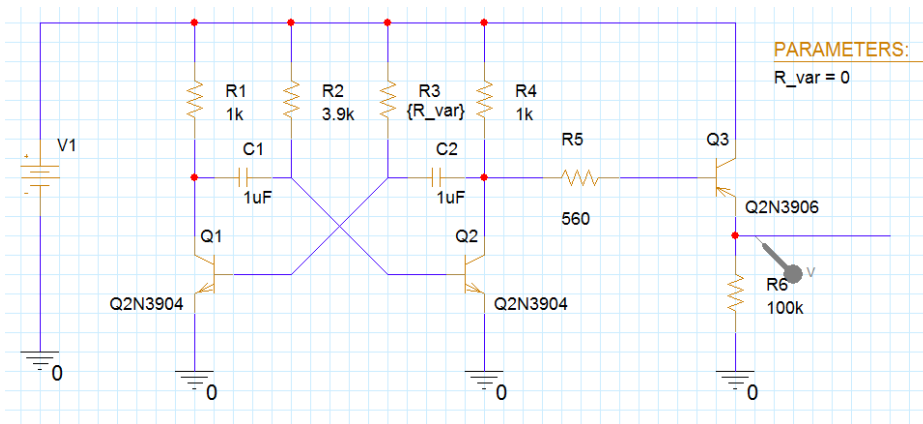 PARAMETERS:
R_var = 0
R1
1k
R2
3.9k
R3
{R_var}
R4
1k
V1
+
-
C1
1uF
C2
1uF
R5
560
Q3
Q2N3906
Q1
Q2N3904
Q2
Q2N3904
V
R6
100k
0
0
0
0